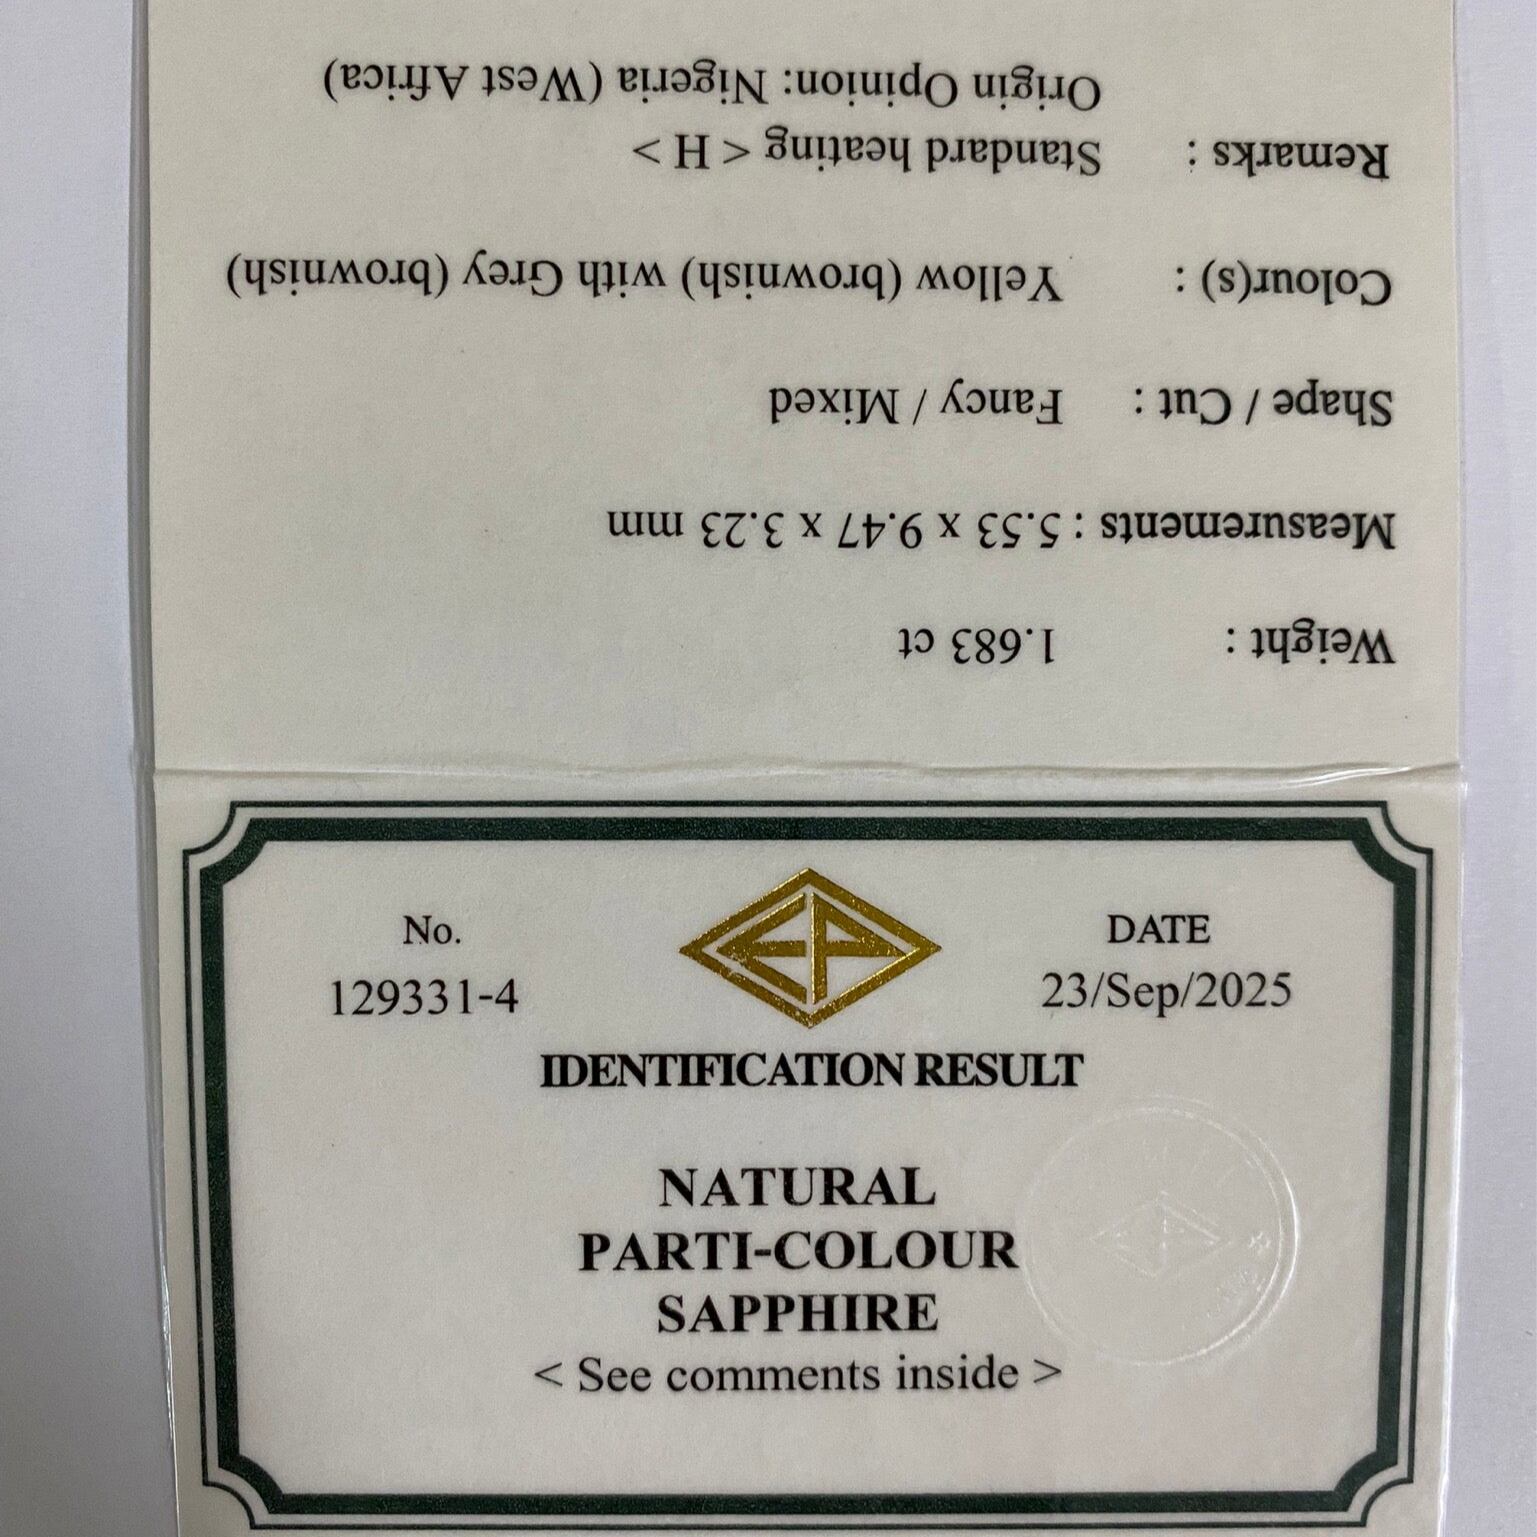 No.
129331-4
DATE
23/Sep/2025
IDENTIFICATION RESULT
NATURAL
PARTI-COLOUR
SAPPHIRE
< See comments inside >
Weight : 1.683 ct
Measurements : 5.53 x 9.47 x 3.23 mm
Shape / Cut : Fancy / Mixed
Colour(s) : Yellow (brownish) with Grey (brownish)
Remarks : Standard heating < H >
Origin Opinion: Nigeria (West Africa)